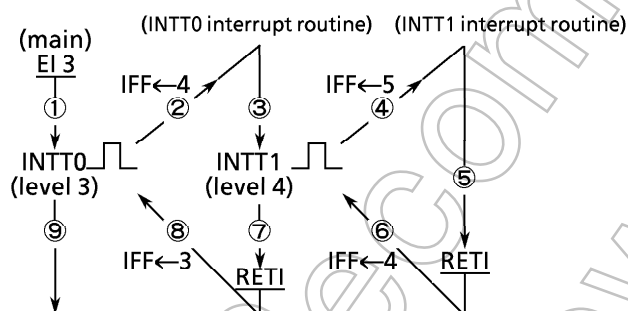 (INTT0 interrupt routine) (INTT1 interrupt routine)
(main)
EI 3
IFF←4 IFF←5
① ② ③ ④
INTT0 INTT1
(level 3) (level 4)
⑤
⑨ ⑧ ⑦ ⑥
IFF←3 IFF←4 RETI
RETI